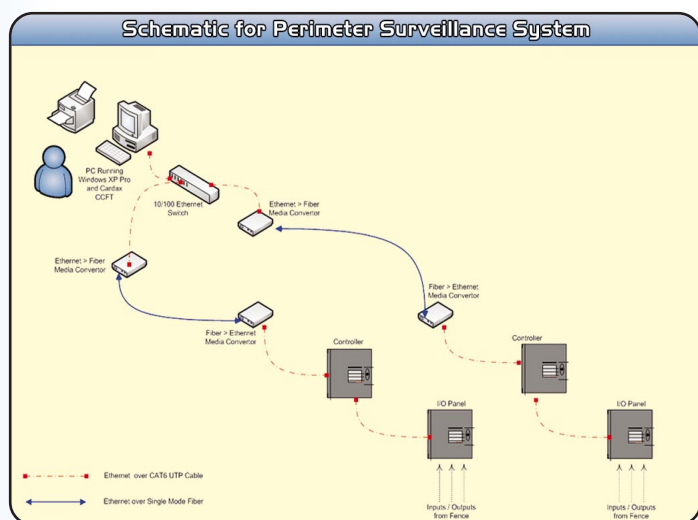 Schematic for Perimeter Surveillance System
PC Running
Windows XP Pro
and Cardax
CCFT
10/100 Ethernet
Switch
Ethernet > Fiber
Media Convertor
Ethernet > Fiber
Media Convertor
Fiber > Ethernet
Media Convertor
Fiber > Ethernet
Media Convertor
Controller
Controller
I/O Panel
I/O Panel
Ethernet over CAT6 UTP Cable
Ethernet over Single Mode Fiber
Inputs / Outputs
from Fence
Inputs / Outputs
from Fence